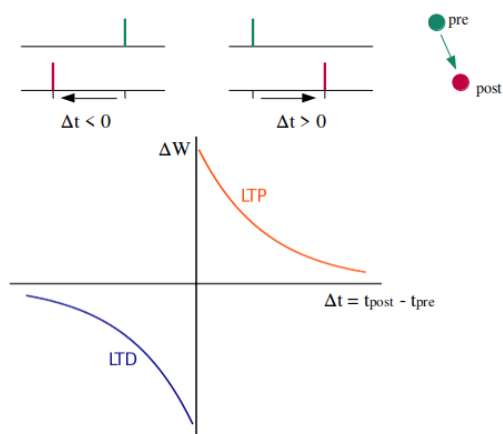 pre
post
Δt < 0
Δt > 0
ΔW
LTP
Δt = tpost - tpre
LTD